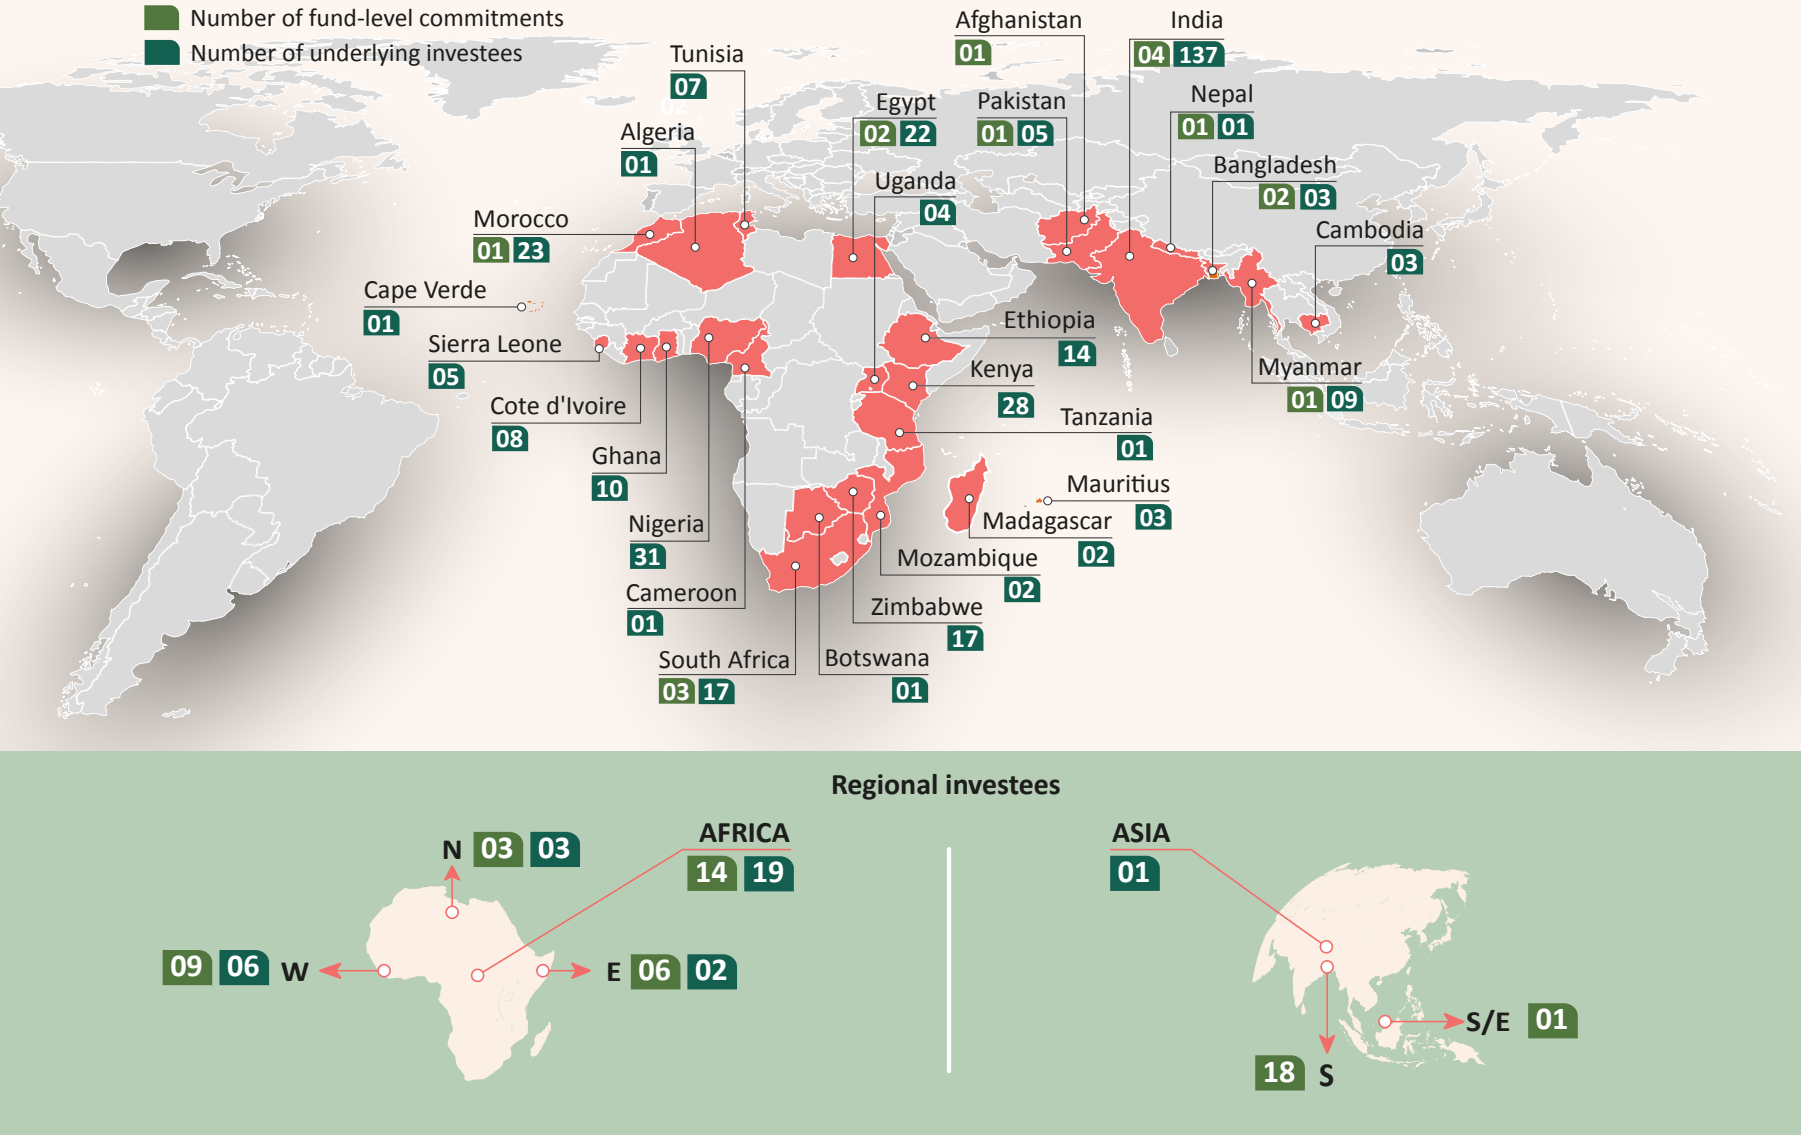 Number of fund-level commitments
Number of underlying investees
Tunisia
07
02
Algeria
01
Morocco
01 23
Cape Verde
01
Sierra Leone
05
Cote d'Ivoire
08
Ghana
10
Nigeria
31
Cameroon
01
South Africa
03 17
Egypt
02 22
Uganda
04
Afghanistan
01
Pakistan
01 05
India
04 137
Nepal
01 01
Bangladesh
02 03
Cambodia
03
Myanmar
01 09
Ethiopia
14
Kenya
28
Tanzania
01
Mauritius
03
Madagascar
02
Mozambique
02
Zimbabwe
17
Botswana
01
Regional investees
AFRICA
14 19
N 03 03
09 06 W
E 06 02
ASIA
01
S/E 01
18 S